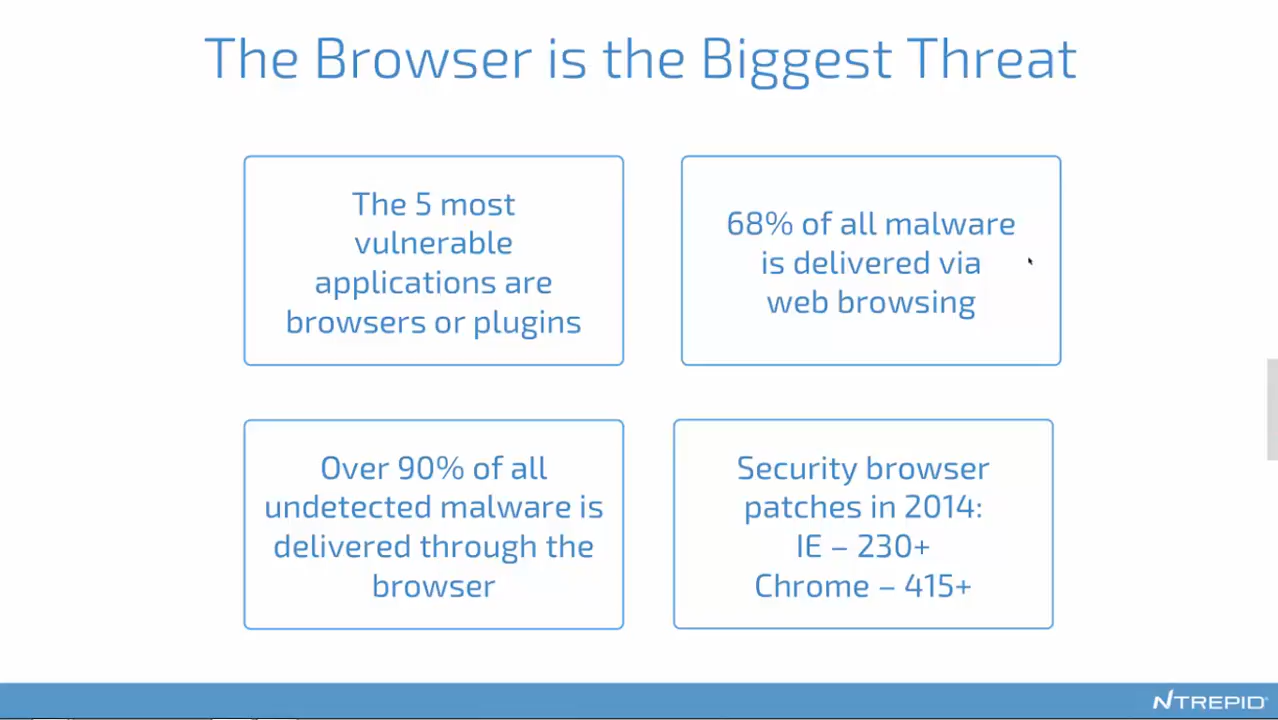 The Browser is the Biggest Threat
The 5 most
vulnerable
applications are
browsers or plugins
68% of all malware
is delivered via
web browsing
Over 90% of all
undetected malware is
delivered through the
browser
Security browser
patches in 2014:
IE – 230+
Chrome – 415+
NTREPID